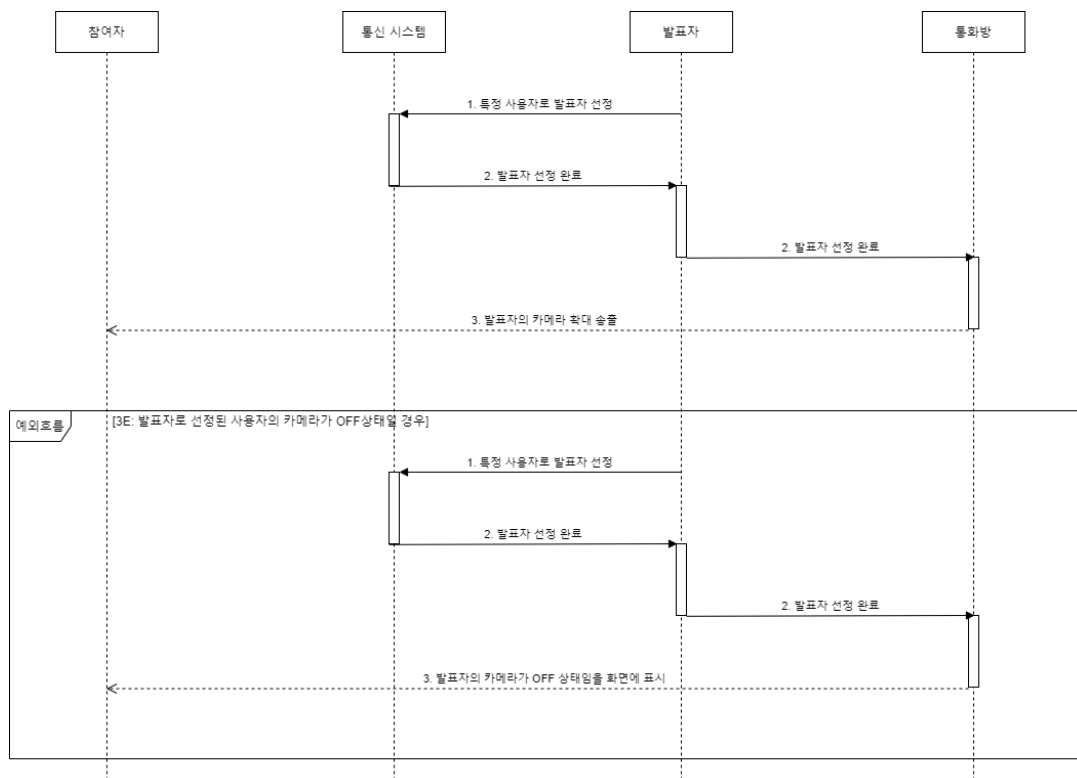 참여자
통신 시스템
발표자
통화방
1. 특정 사용자로 발표자 선정
2. 발표자 선정 완료
2. 발표자 선정 완료
3. 발표자의 카메라 확대 송출
예외흐름
[3E: 발표자로 선정된 사용자의 카메라가 OFF상태일 경우]
1. 특정 사용자로 발표자 선정
2. 발표자 선정 완료
2. 발표자 선정 완료
3. 발표자의 카메라가 OFF 상태임을 화면에 표시